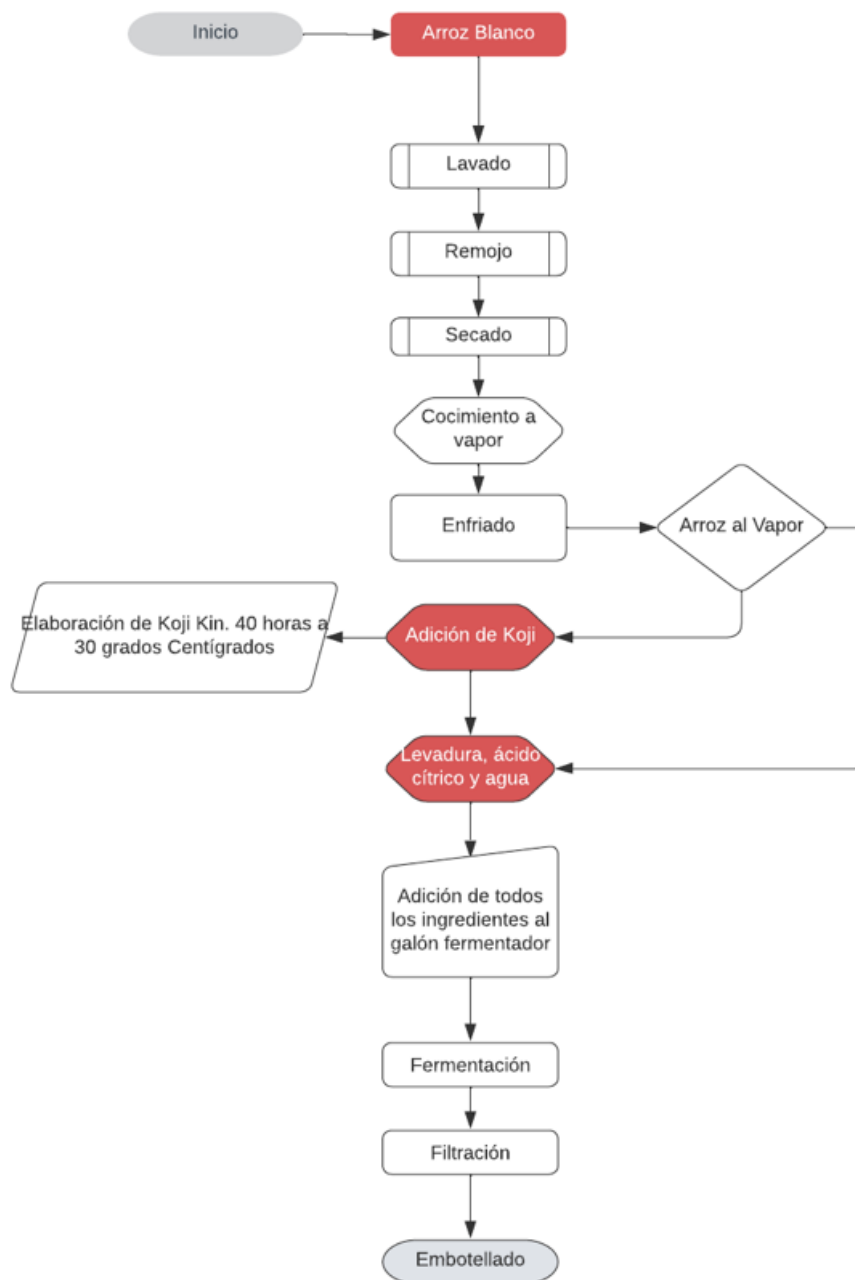 Inicio
Arroz Blanco
Lavado
Remojo
Secado
Cocimiento a
vapor
Enfriado
Arroz al Vapor
Elaboración de Koji Kin. 40 horas a
30 grados Centígrados
Adición de Koji
Levadura, ácido
cítrico y agua
Adición de todos
los ingredientes al
galón fermentador
Fermentación
Filtración
Embotellado